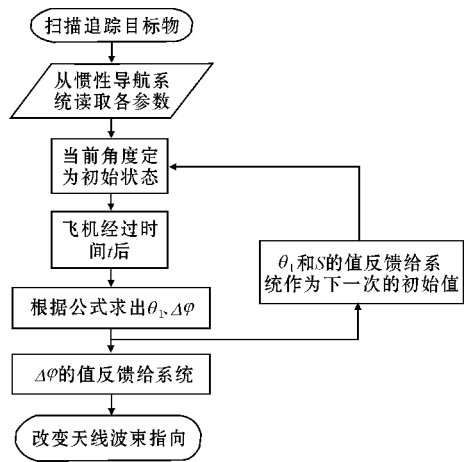 扫描追踪目标物
从惯性导航系
统读取各参数
当前角度定
为初始状态
飞机经过时
间t后
θ₁和S的值反馈给系
统作为下一次的初始值
根据公式求出θ₁、Δφ
Δφ的值反馈给系统
改变天线波束指向